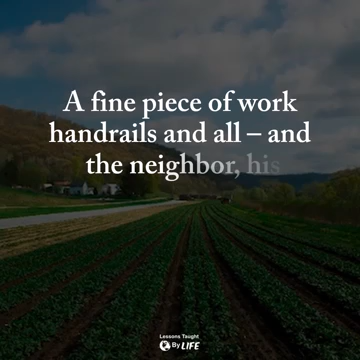 A fine piece of work
handrails and all – and
the neighbor, his
Lessons Taught
By LIFE